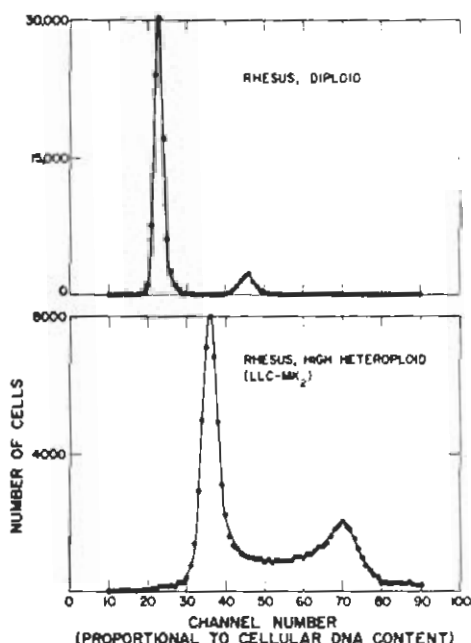 30,000
RHESUS, DIPLOID
15,000
0
8000
RHESUS, HIGH HETEROPLOID
(LLC-MK₂)
NUMBER OF CELLS
4000
0 10 20 30 40 50 60 70 80 90 100
CHANNEL NUMBER
(PROPORTIONAL TO CELLULAR DNA CONTENT)